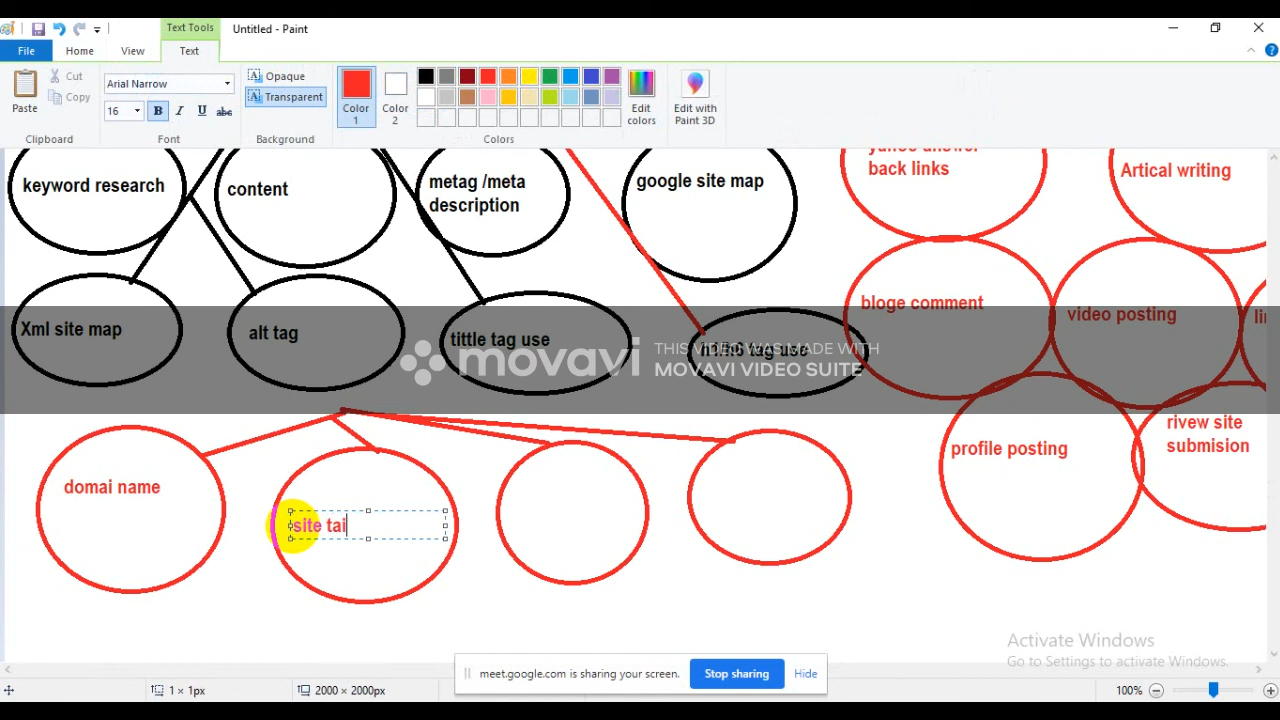 Text Tools
Untitled - Paint
File
Home
View
Text
Paste
Cut
Copy
Clipboard
Arial Narrow
16
B I U abc
Font
Opaque
Transparent
Background
Color 1
Color 2
Edit colors
Edit with Paint 3D
Colors
keyword research
content
metag /meta
description
google site map
yahoo answer
back links
Artical writing
Xml site map
alt tag
tittle tag use
bloge comment
video posting
movavi
THIS VIDEO WAS MADE WITH
MOVAVI VIDEO SUITE
domai name
site tai
profile posting
rivew site
submision
Activate Windows
Go to Settings to activate Windows.
meet.google.com is sharing your screen.
Stop sharing
Hide
1 × 1px
2000 × 2000px
100%